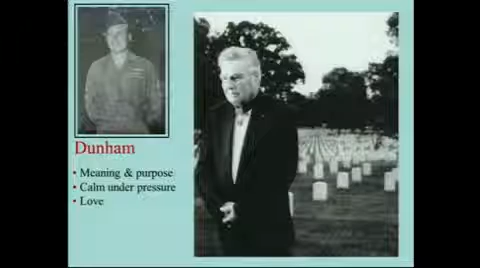 Dunham
• Meaning & purpose
• Calm under pressure
• Love